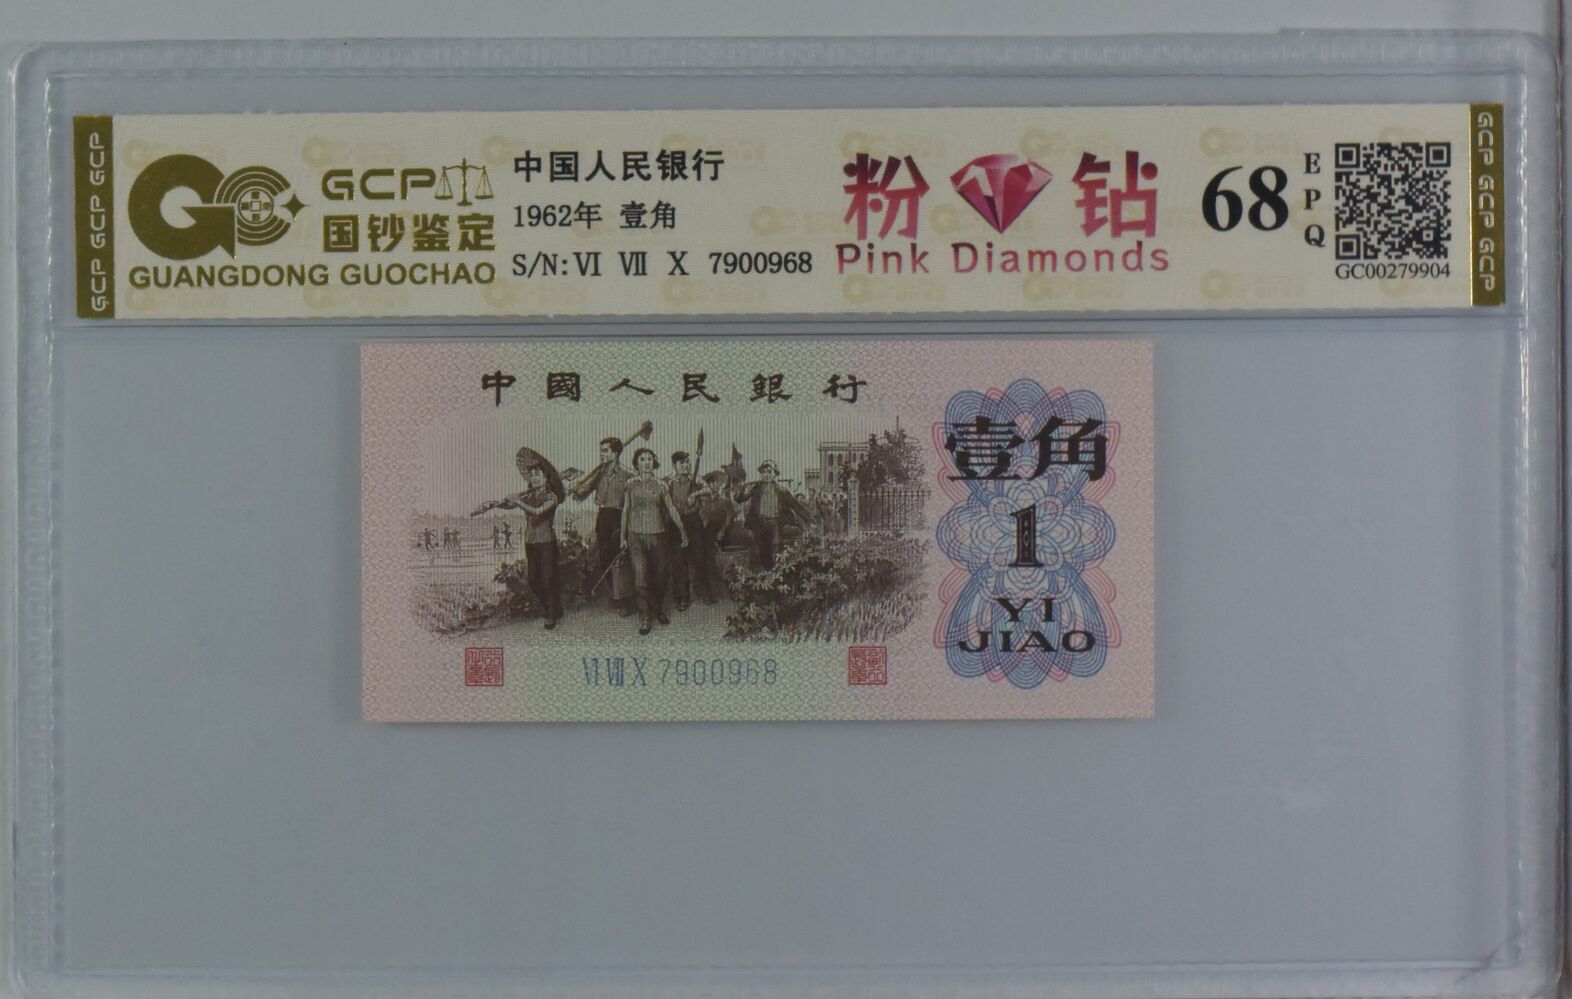 GCP GCP GCP
GCP
国钞鉴定
GUANGDONG GUOCHAO
中国人民银行
1962年 壹角
S/N: VI VII X 7900968
粉 钻
Pink Diamonds
68
EPQ
GC00279904
GCP GCP GCP
中國人民銀行
壹角
1
YI
JIAO
VI VII X 7900968